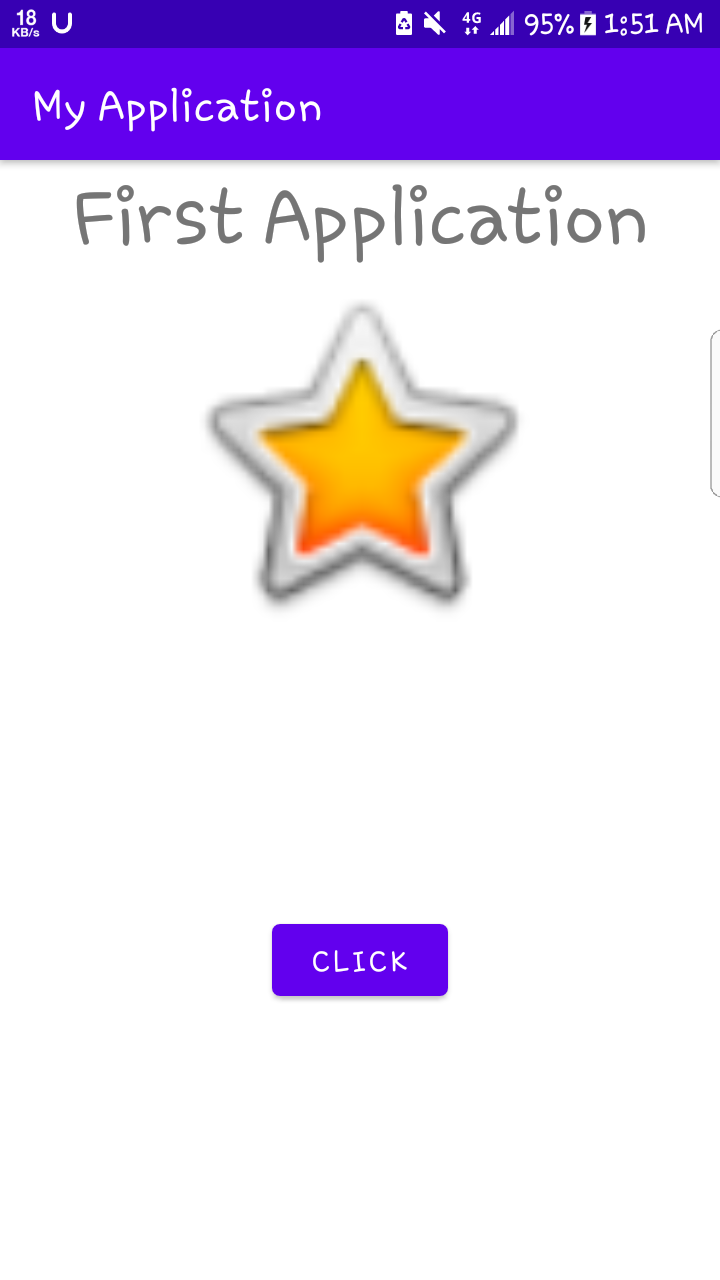 18 KB/s 4G 95% 1:51 AM
My Application
First Application
CLICK